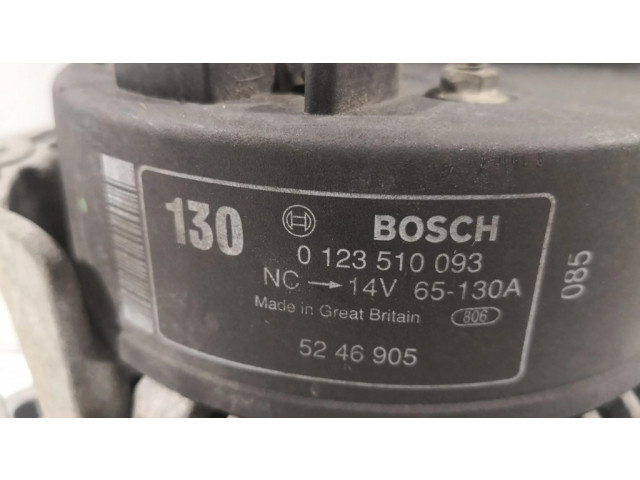 130 BOSCH
0 123 510 093
NC → 14V 65-130A
Made in Great Britain 806
52 46 905
085